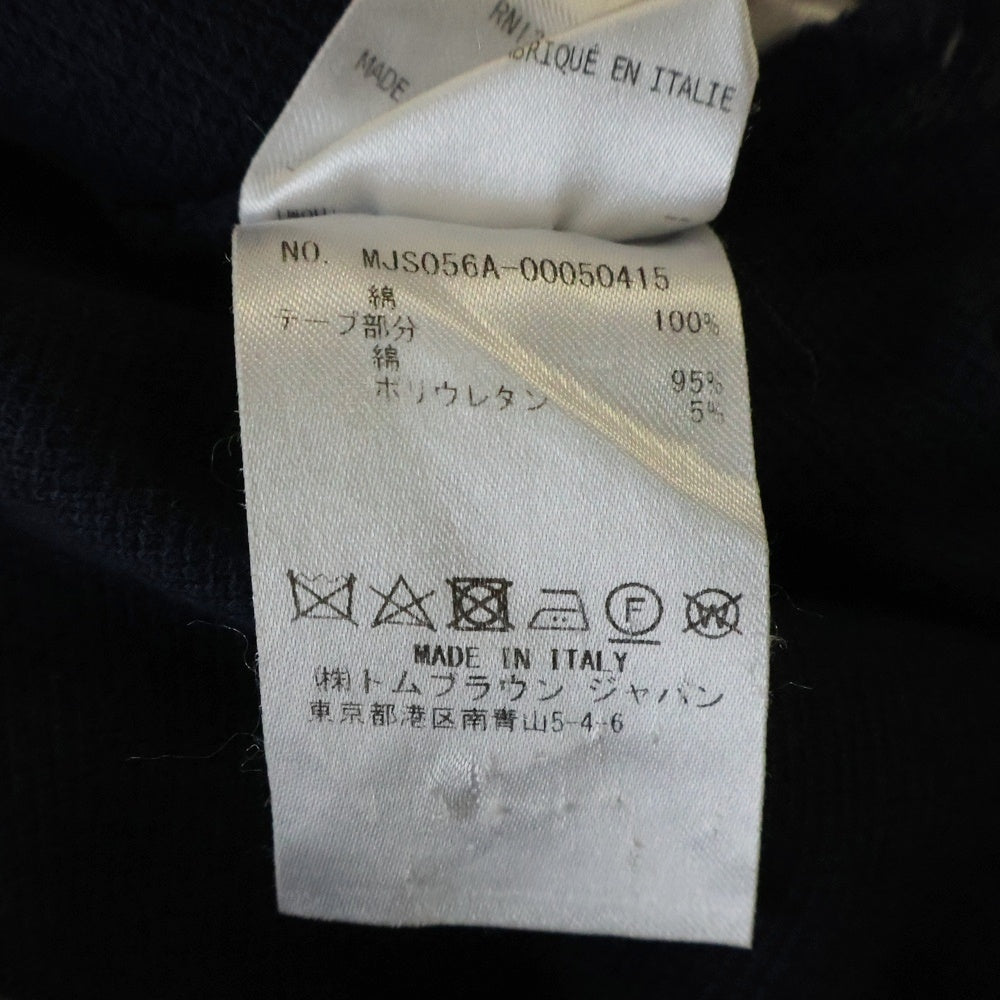 RN12
FABRIQUÉ EN ITALIE
MADE
NO. MJS056A-00050415
綿 100%
テープ部分
綿 95%
ポリウレタン 5%
F
W
MADE IN ITALY
(株)トムブラウン ジャパン
東京都港区南青山5-4-6